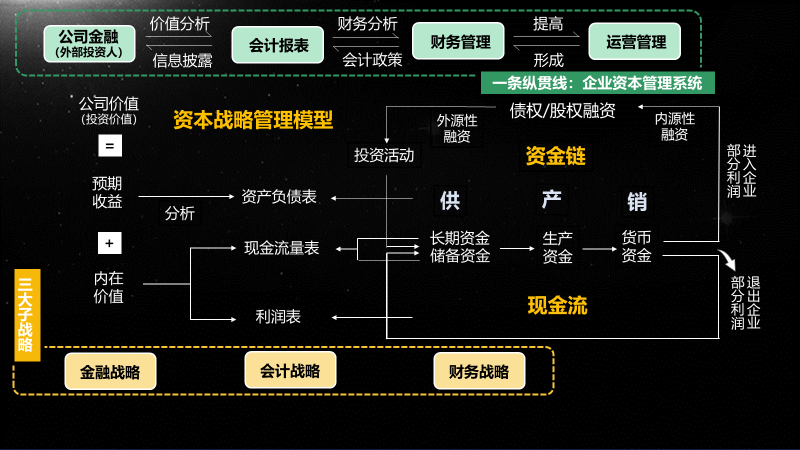 公司金融
（外部投资人）
价值分析
信息披露
会计报表
财务分析
会计政策
财务管理
提高
形成
运营管理
一条纵贯线：企业资本管理系统
公司价值
（投资价值）
=
预期
收益
+
内在
价值
资本战略管理模型
分析
资产负债表
现金流量表
利润表
投资活动
外源性
融资
债权/股权融资
内源性
融资
资金链
供
产
销
长期资金
储备资金
生产
资金
货币
资金
现金流
进入企业
部分利润
退出企业
部分利润
三大子战略
金融战略
会计战略
财务战略